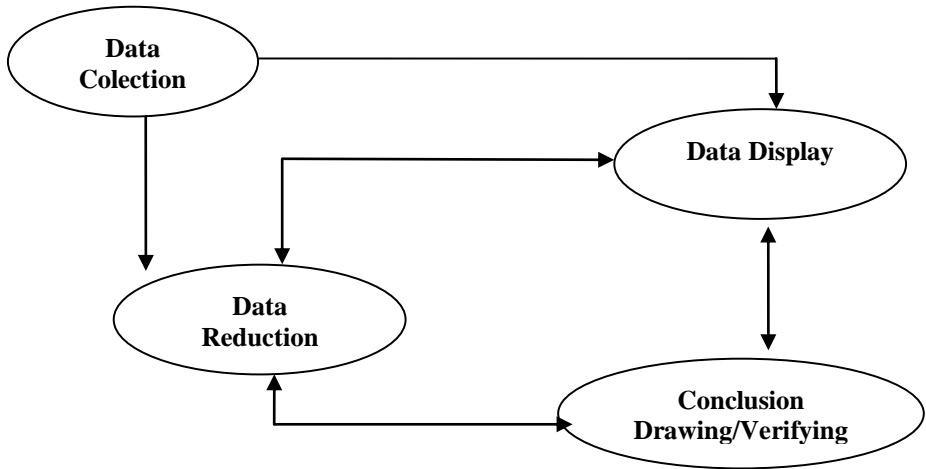 Data
Colection
Data Display
Data
Reduction
Conclusion
Drawing/Verifying